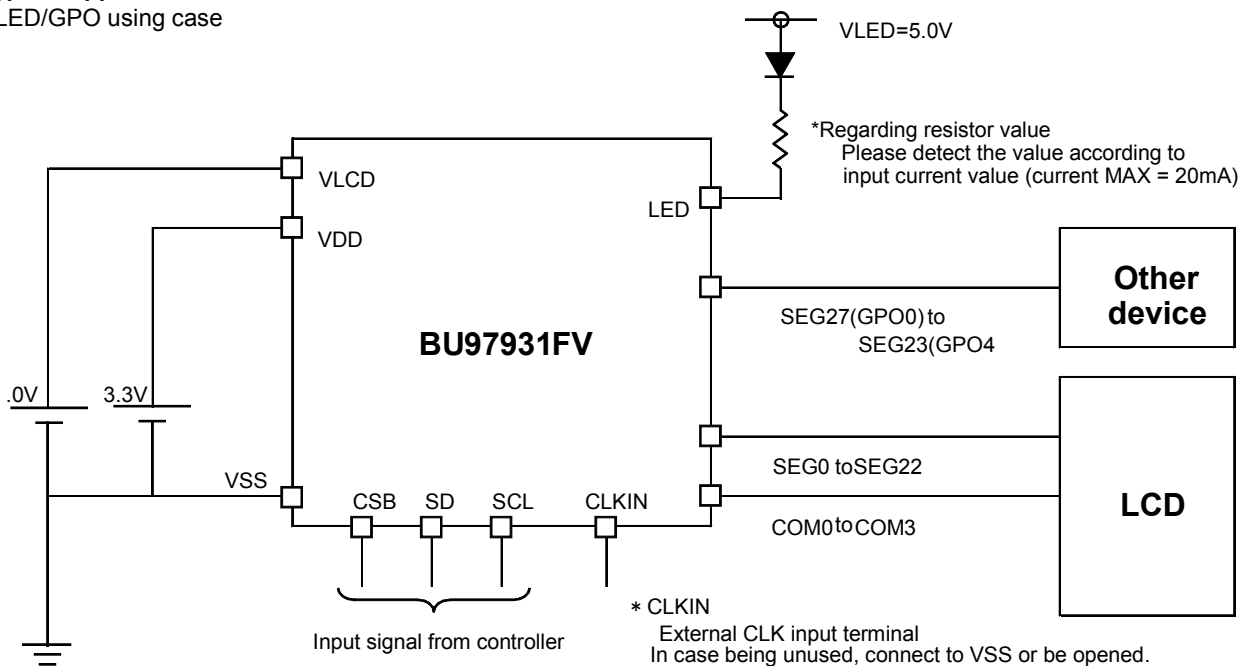 LED/GPO using case
VLED=5.0V
*Regarding resistor value
Please detect the value according to
input current value (current MAX = 20mA)
VLCD
LED
VDD
Other
device
SEG27(GPO0) to
SEG23(GPO4
BU97931FV
.0V
3.3V
SEG0 toSEG22
VSS
CSB
SD
SCL
CLKIN
COM0toCOM3
LCD
* CLKIN
External CLK input terminal
In case being unused, connect to VSS or be opened.
Input signal from controller